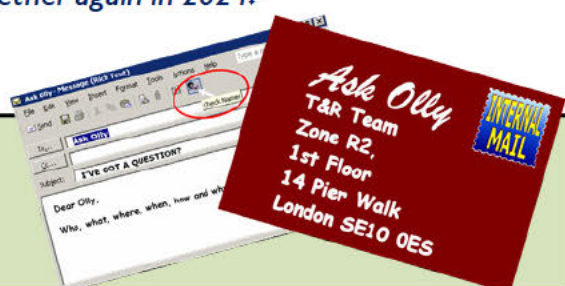 ether again in 2021.
Ask Olly: Message (Rich Text)
File Edit View Insert Format Tools Actions Help
Send
Check Names
To... Ask Olly
Cc...
Subject: I'VE GOT A QUESTION?
Dear Olly,
Who, what, where, when, how and
Ask Olly
T&R Team
Zone R2,
1st Floor
14 Pier Walk
London SE10 0ES
INTERNAL
MAIL